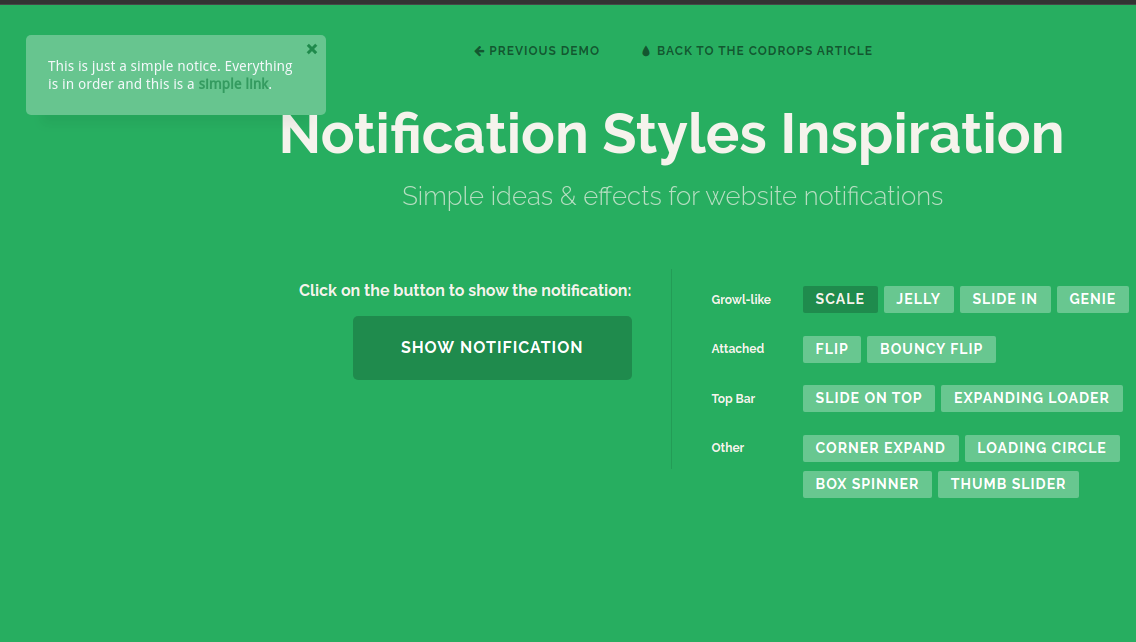 PREVIOUS DEMO
BACK TO THE CODROPS ARTICLE
This is just a simple notice. Everything
is in order and this is a simple link.
Notification Styles Inspiration
Simple ideas & effects for website notifications
Click on the button to show the notification:
SHOW NOTIFICATION
Growl-like SCALE JELLY SLIDE IN GENIE
Attached FLIP BOUNCY FLIP
Top Bar SLIDE ON TOP EXPANDING LOADER
Other CORNER EXPAND LOADING CIRCLE
BOX SPINNER THUMB SLIDER